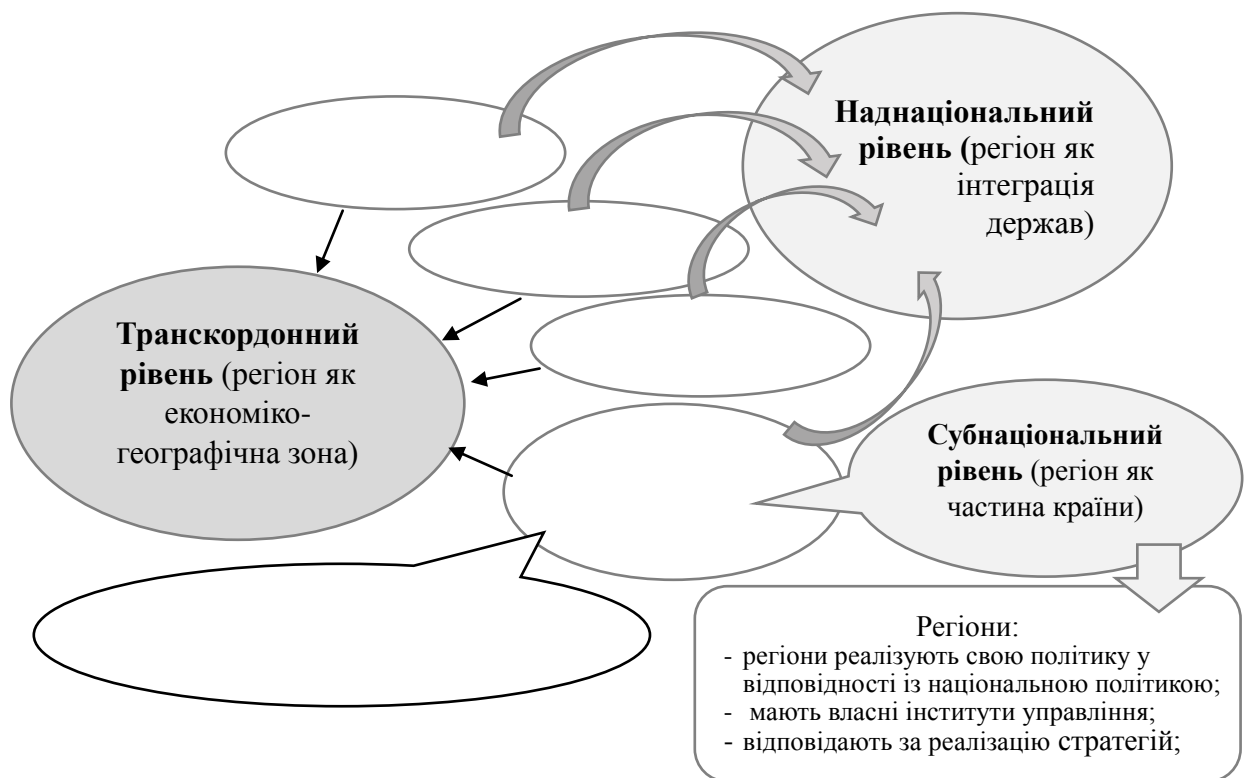 Наднаціональний
рівень (регіон як
інтеграція
держав)
Транскордонний
рівень (регіон як
економіко-
географічна зона)
Субнаціональний
рівень (регіон як
частина країни)
Регіони:
- регіони реалізують свою політику у
відповідності із національною політикою;
- мають власні інститути управління;
- відповідають за реалізацію стратегій;